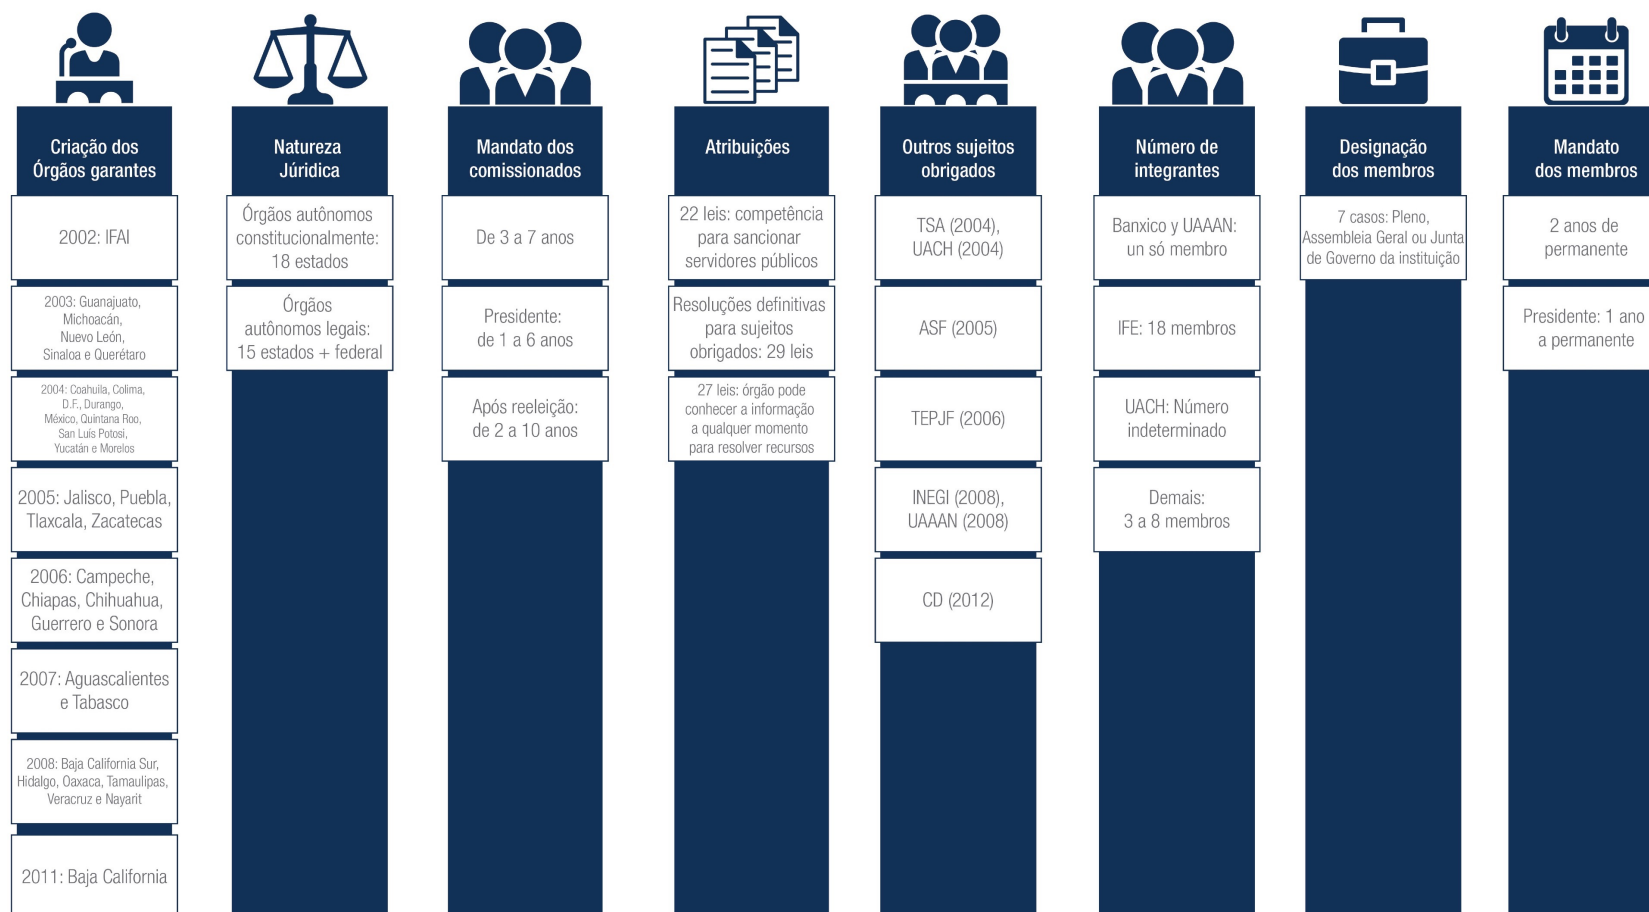 Criação dos
Órgãos garantes
2002: IFAI
2003: Guanajuato,
Michoacán,
Nuevo León,
Sinaloa e Querétaro
2004: Coahuila, Colima,
D.F., Durango,
México, Quintana Roo,
San Luís Potosi,
Yucatán e Morelos
2005: Jalisco, Puebla,
Tlaxcala, Zacatecas
2006: Campeche,
Chiapas, Chihuahua,
Guerrero e Sonora
2007: Aguascalientes
e Tabasco
2008: Baja California Sur,
Hidalgo, Oaxaca, Tamaulipas,
Veracruz e Nayarit
2011: Baja California
Natureza
Júridica
Órgãos autônomos
constitucionalmente:
18 estados
Órgãos
autônomos legais:
15 estados + federal
Mandato dos
comissionados
De 3 a 7 anos
Presidente:
de 1 a 6 anos
Após reeleição:
de 2 a 10 anos
Atribuições
22 leis: competência
para sancionar
servidores públicos
Resoluções definitivas
para sujeitos
obrigados: 29 leis
27 leis: órgão pode
conhecer a informação
a qualquer momento
para resolver recursos
Outros sujeitos
obrigados
TSA (2004),
UACH (2004)
ASF (2005)
TEPJF (2006)
INEGI (2008),
UAAAN (2008)
CD (2012)
Número de
integrantes
Banxico y UAAAN:
un só membro
IFE: 18 membros
UACH: Número
indeterminado
Demais:
3 a 8 membros
Designação
dos membros
7 casos: Pleno,
Assembleia Geral ou Junta
de Governo da instituição
Mandato
dos membros
2 anos de
permanente
Presidente: 1 ano
a permanente